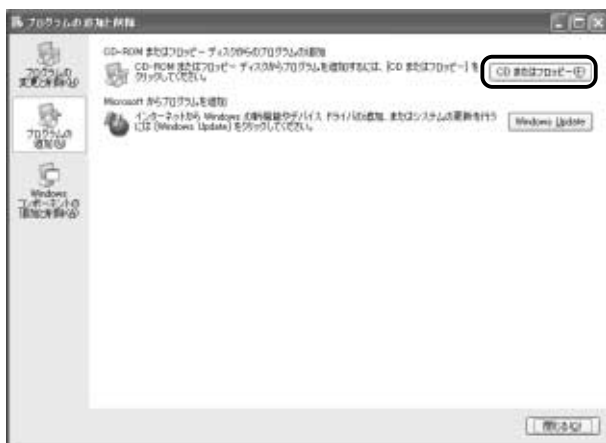 プログラムの追加と削除
プログラムの
変更と削除(H)
プログラムの
追加(N)
Windows
コンポーネントの
追加と削除(A)
CD-ROM またはフロッピー ディスクからのプログラムの追加
CD-ROM またはフロッピー ディスクからプログラムを追加するには、[CD またはフロッピー] を
クリックしてください。
CD またはフロッピー(F)
Microsoft からプログラムを追加
インターネットから Windows の新機能やデバイス ドライバの追加、またはシステムの更新を行う
には [Windows Update] をクリックしてください。
Windows Update
閉じる(C)